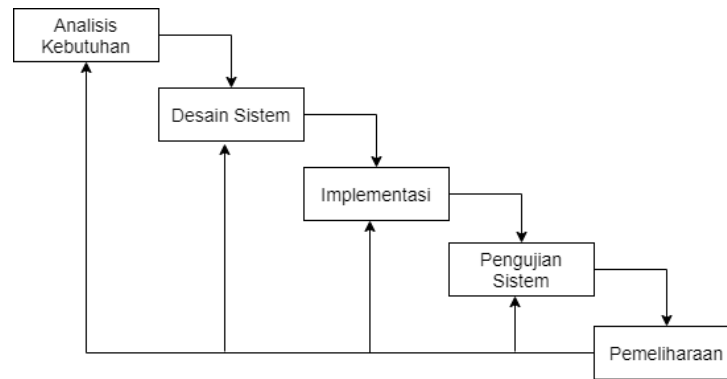 Analisis
Kebutuhan
Desain Sistem
Implementasi
Pengujian
Sistem
Pemeliharaan